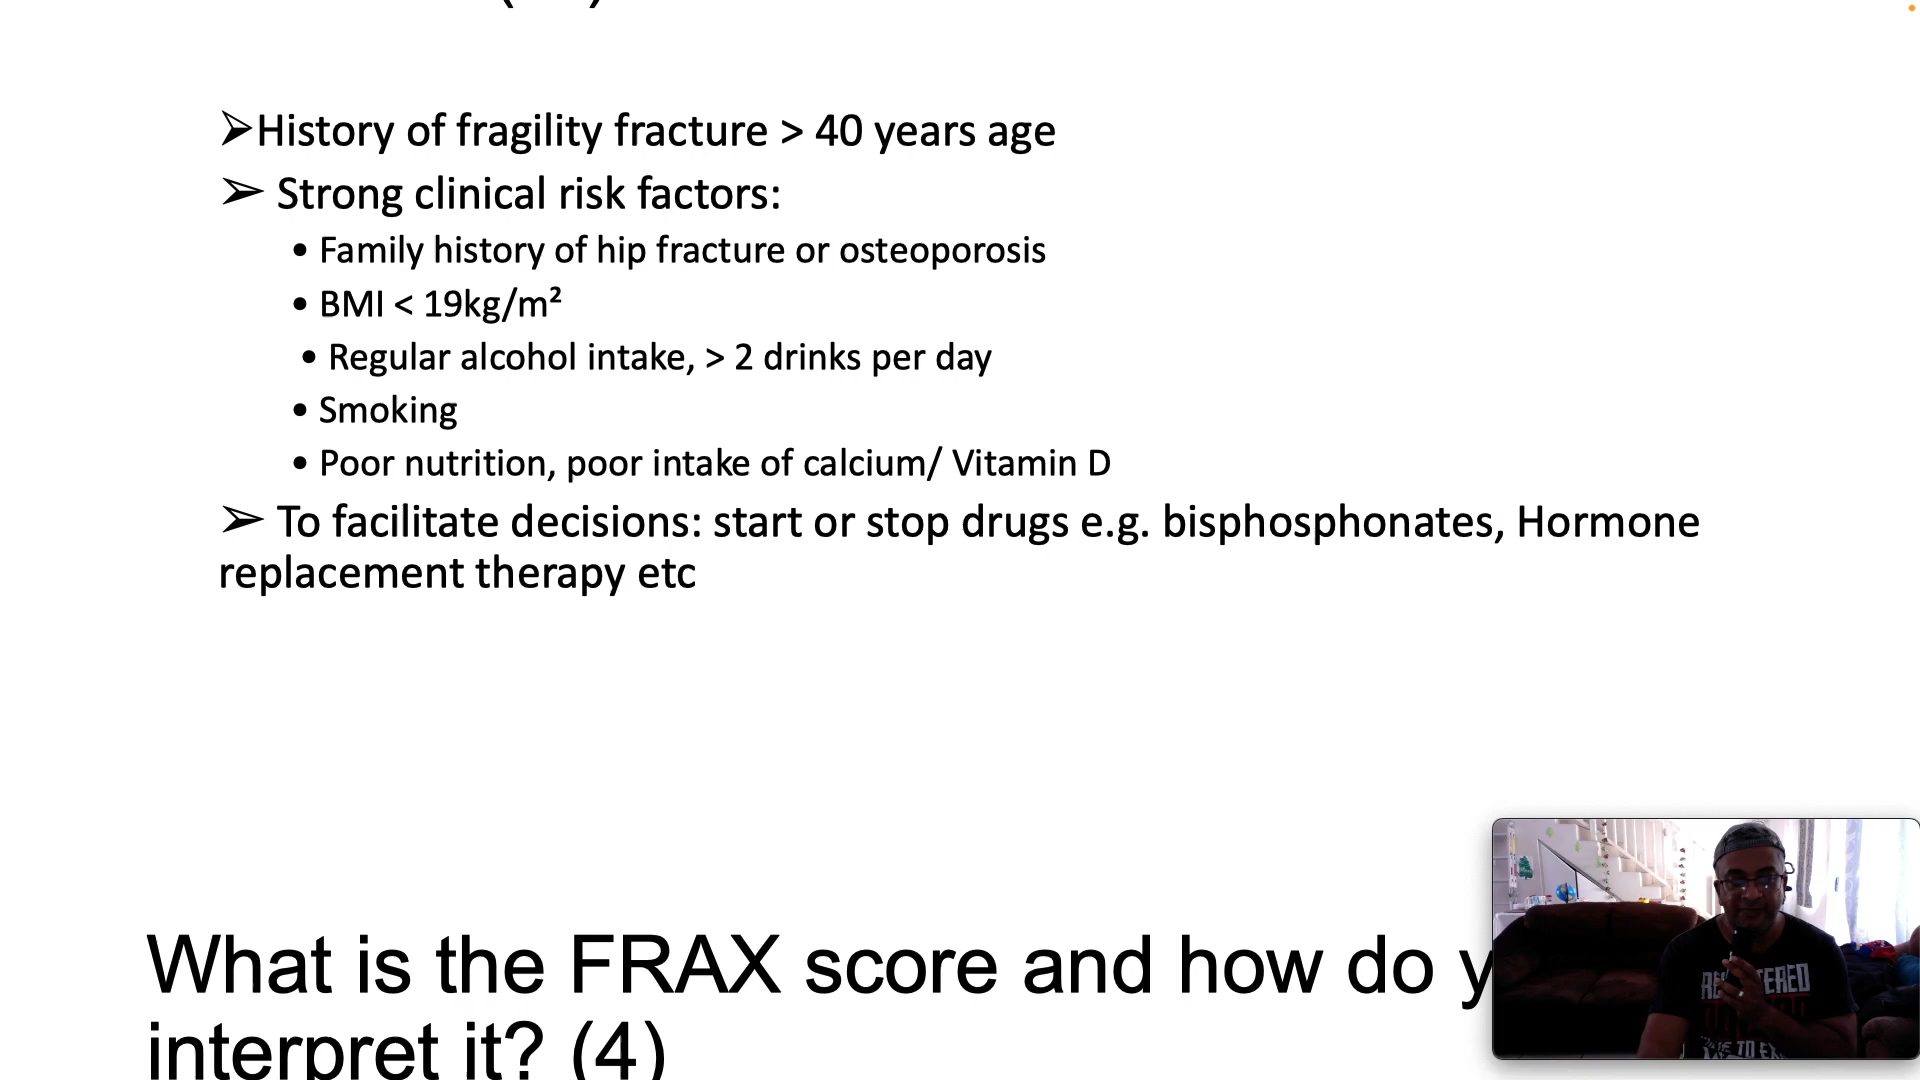 ➢History of fragility fracture > 40 years age
➢ Strong clinical risk factors:
• Family history of hip fracture or osteoporosis
• BMI < 19kg/m²
• Regular alcohol intake, > 2 drinks per day
• Smoking
• Poor nutrition, poor intake of calcium/ Vitamin D
➢ To facilitate decisions: start or stop drugs e.g. bisphosphonates, Hormone
replacement therapy etc
What is the FRAX score and how do
interpret it? (4)